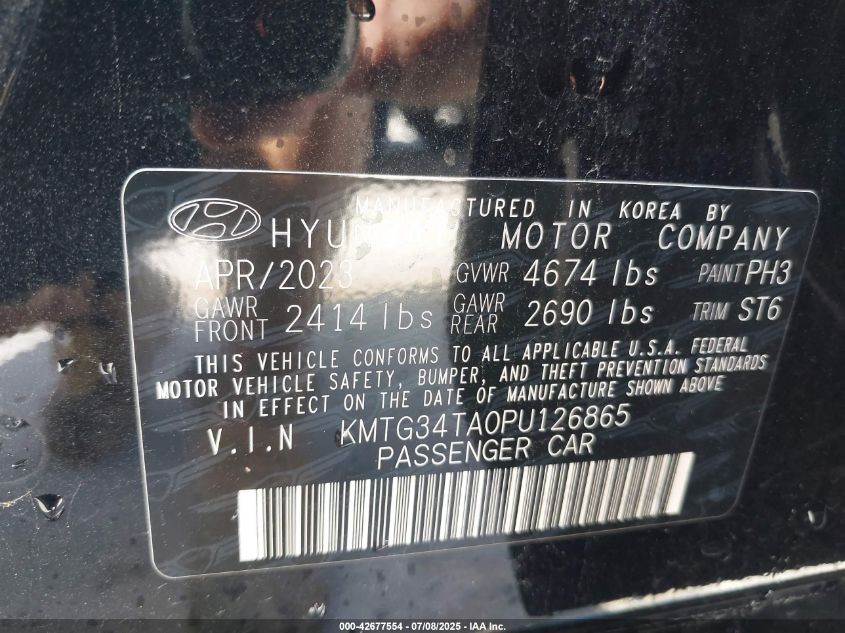 MANUFACTURED IN KOREA BY
HYUNDAI MOTOR COMPANY
APR/2023 GVWR 4674 lbs PAINT PH3
GAWR FRONT 2414 lbs GAWR REAR 2690 lbs TRIM ST6
THIS VEHICLE CONFORMS TO ALL APPLICABLE U.S.A. FEDERAL
MOTOR VEHICLE SAFETY, BUMPER, AND THEFT PREVENTION STANDARDS
IN EFFECT ON THE DATE OF MANUFACTURE SHOWN ABOVE
V.I.N KMTG34TA0PU126865
PASSENGER CAR
000-42677554 - 07/08/2025 - IAA Inc.